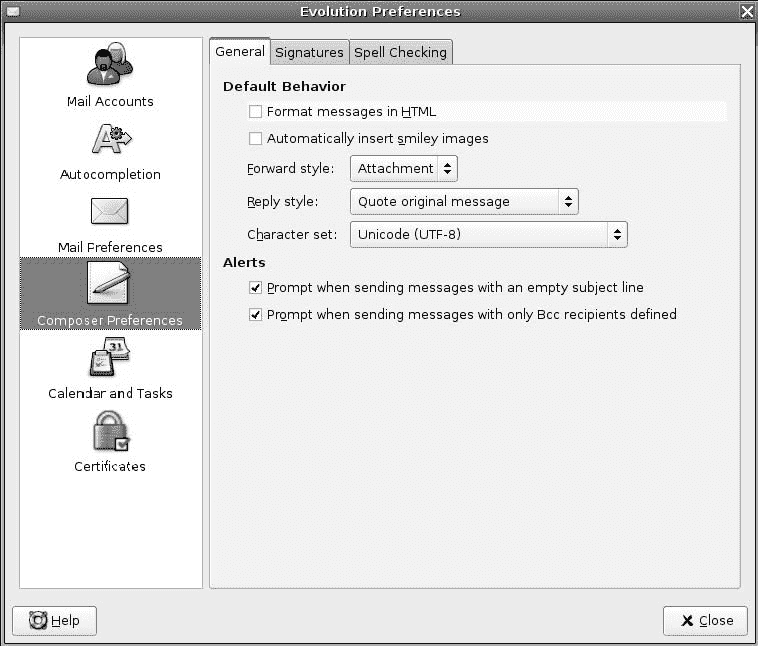 Evolution Preferences
Mail Accounts
Autocompletion
Mail Preferences
Composer Preferences
31
Calendar and Tasks
Certificates
General Signatures Spell Checking
Default Behavior
Format messages in HTML
Automatically insert smiley images
Forward style: Attachment
Reply style: Quote original message
Character set: Unicode (UTF-8)
Alerts
Prompt when sending messages with an empty subject line
Prompt when sending messages with only Bcc recipients defined
Help
Close